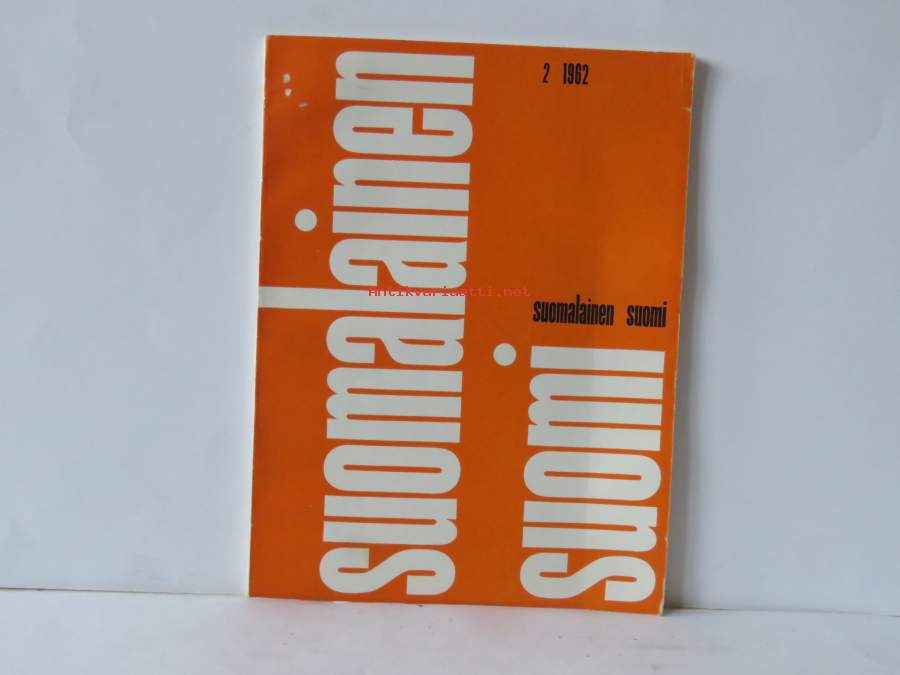 2 1962
suomalainen
suomi
suomalainen suomi
Antikvariaatti.net